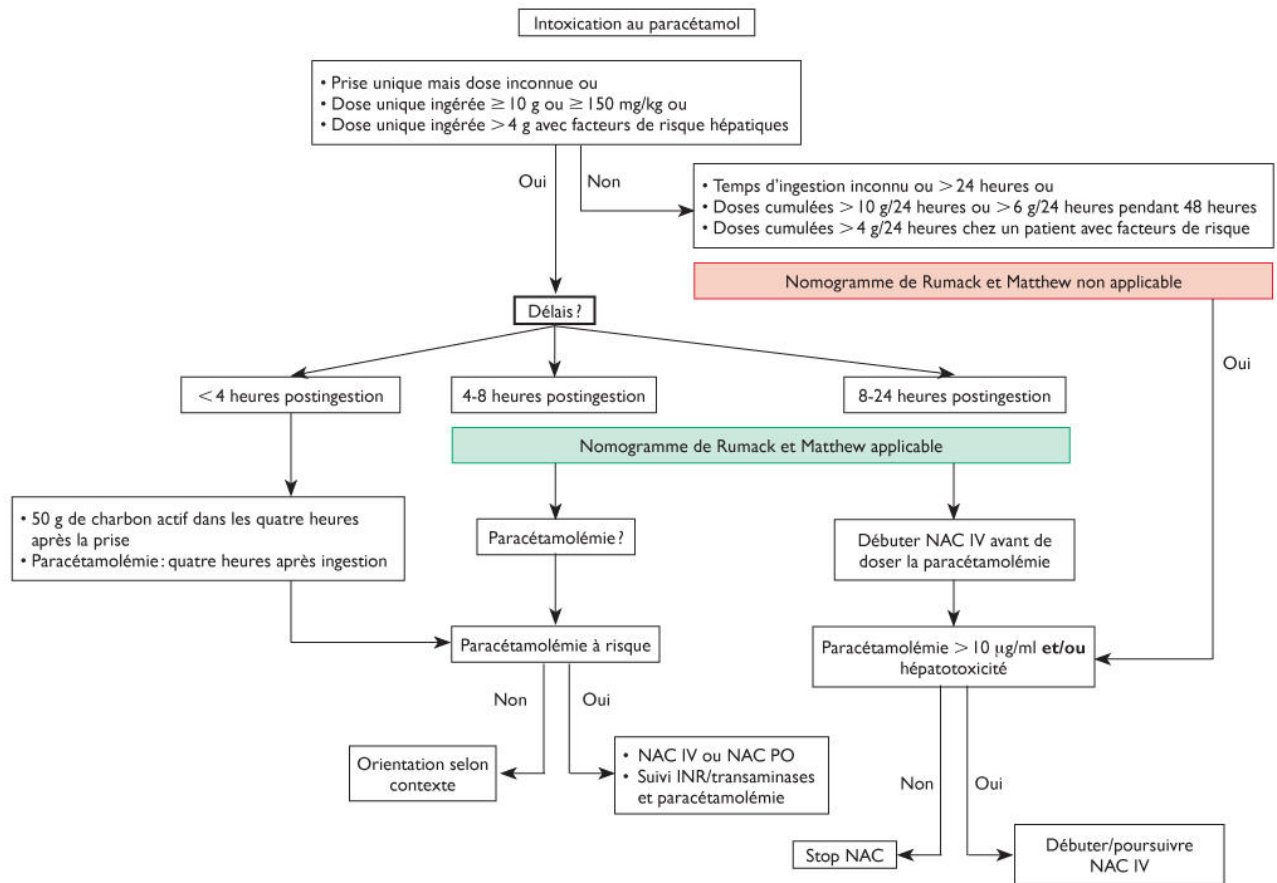 Intoxication au paracétamol
• Prise unique mais dose inconnue ou
• Dose unique ingérée ≥ 10 g ou ≥ 150 mg/kg ou
• Dose unique ingérée > 4 g avec facteurs de risque hépatiques
Oui
Non
• Temps d'ingestion inconnu ou > 24 heures ou
• Doses cumulées > 10 g/24 heures ou > 6 g/24 heures pendant 48 heures
• Doses cumulées > 4 g/24 heures chez un patient avec facteurs de risque
Nomogramme de Rumack et Matthew non applicable
Délais ?
Oui
< 4 heures postingestion
4-8 heures postingestion
8-24 heures postingestion
Nomogramme de Rumack et Matthew applicable
• 50 g de charbon actif dans les quatre heures
après la prise
• Paracétamolémie : quatre heures après ingestion
Paracétamolémie ?
Débuter NAC IV avant de
doser la paracétamolémie
Paracétamolémie à risque
Paracétamolémie > 10 µg/ml et/ou
hépatotoxicité
Non
Oui
Orientation selon
contexte
• NAC IV ou NAC PO
• Suivi INR/transaminases
et paracétamolémie
Non
Oui
Stop NAC
Débuter/poursuivre
NAC IV